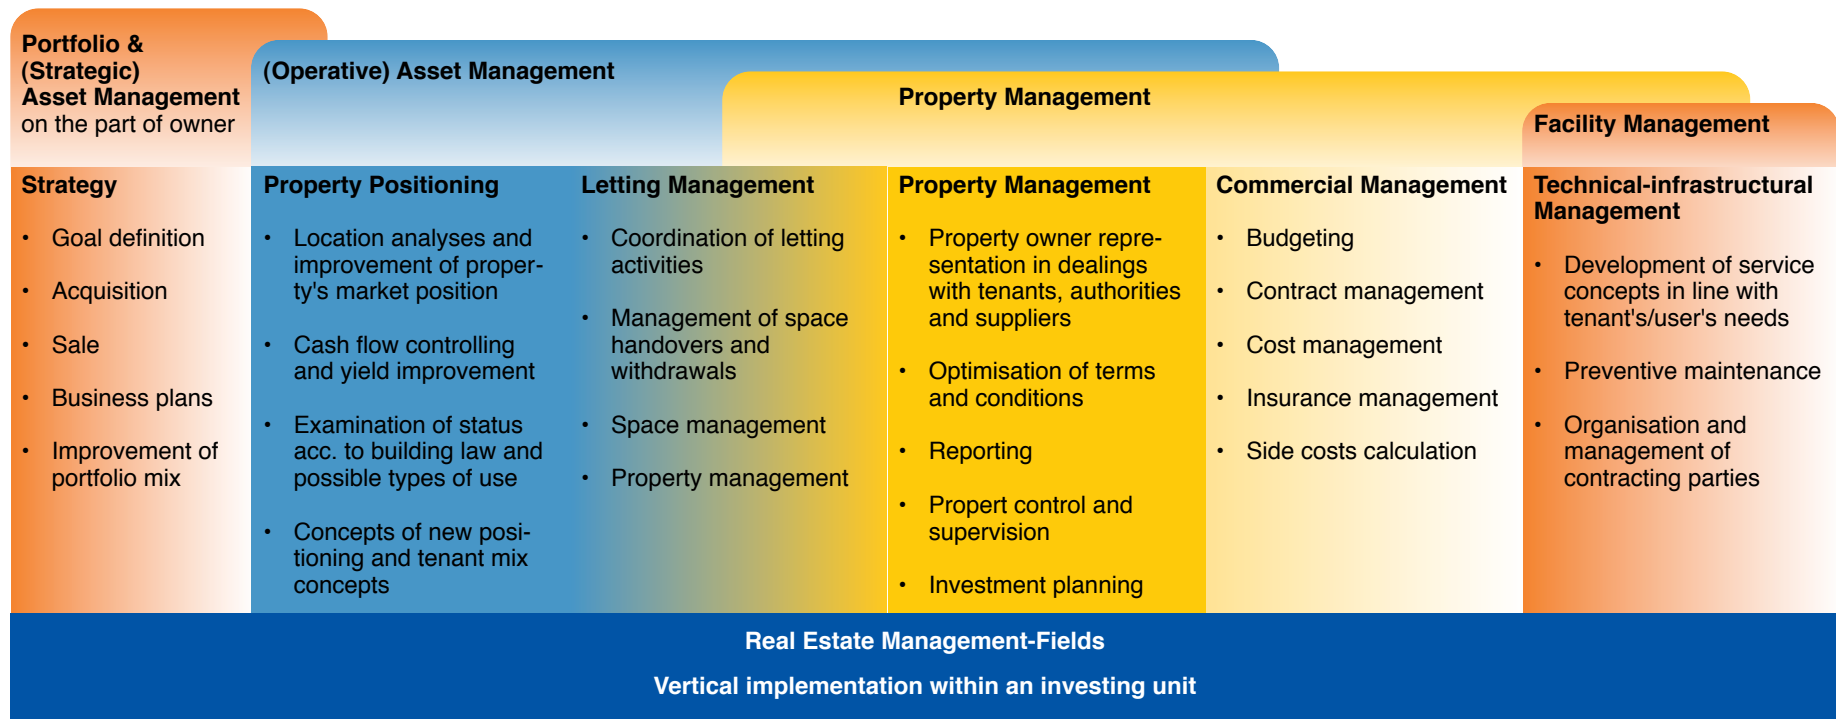 Portfolio &
(Strategic)
Asset Management
on the part of owner
(Operative) Asset Management
Property Management
Facility Management
Strategy
• Goal definition
• Acquisition
• Sale
• Business plans
• Improvement of
portfolio mix
Property Positioning
• Location analyses and
improvement of proper-
ty's market position
• Cash flow controlling
and yield improvement
• Examination of status
acc. to building law and
possible types of use
• Concepts of new posi-
tioning and tenant mix
concepts
Letting Management
• Coordination of letting
activities
• Management of space
handovers and
withdrawals
• Space management
• Property management
Property Management
• Property owner repre-
sentation in dealings
with tenants, authorities
and suppliers
• Optimisation of terms
and conditions
• Reporting
• Propert control and
supervision
• Investment planning
Commercial Management
• Budgeting
• Contract management
• Cost management
• Insurance management
• Side costs calculation
Technical-infrastructural
Management
• Development of service
concepts in line with
tenant's/user's needs
• Preventive maintenance
• Organisation and
management of
contracting parties
Real Estate Management-Fields
Vertical implementation within an investing unit